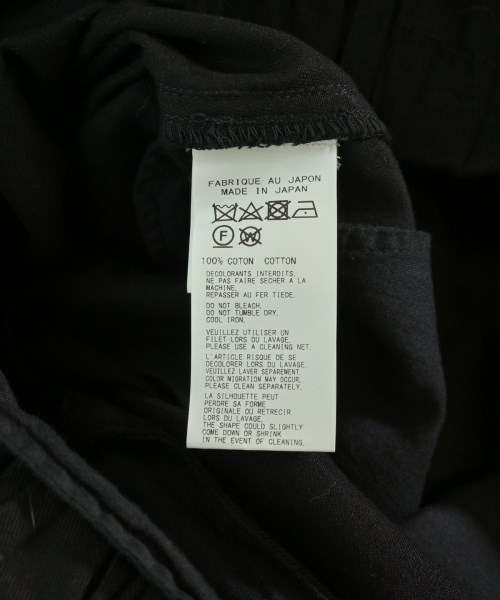 FABRIQUE AU JAPON
MADE IN JAPAN
F W
100% COTON COTTON
DECOLORANTS INTERDITS.
NE PAS FAIRE SECHER A LA
MACHINE.
REPASSER AU FER TIEDE.
DO NOT BLEACH.
DO NOT TUMBLE DRY.
COOL IRON.
VEUILLEZ UTILISER UN
FILET LORS DU LAVAGE.
PLEASE USE A CLEANING NET.
L'ARTICLE RISQUE DE SE
DECOLORER LORS DU LAVAGE.
VEUILLEZ LAVER SEPAREMENT.
COLOR MIGRATION MAY OCCUR,
PLEASE CLEAN SEPARATELY.
LA SILHOUETTE PEUT
PERDRE SA FORME
ORIGINALE OU RETRECIR
LORS DU LAVAGE.
THE SHAPE COULD SLIGHTLY
COME DOWN OR SHRINK
IN THE EVENT OF CLEANING.